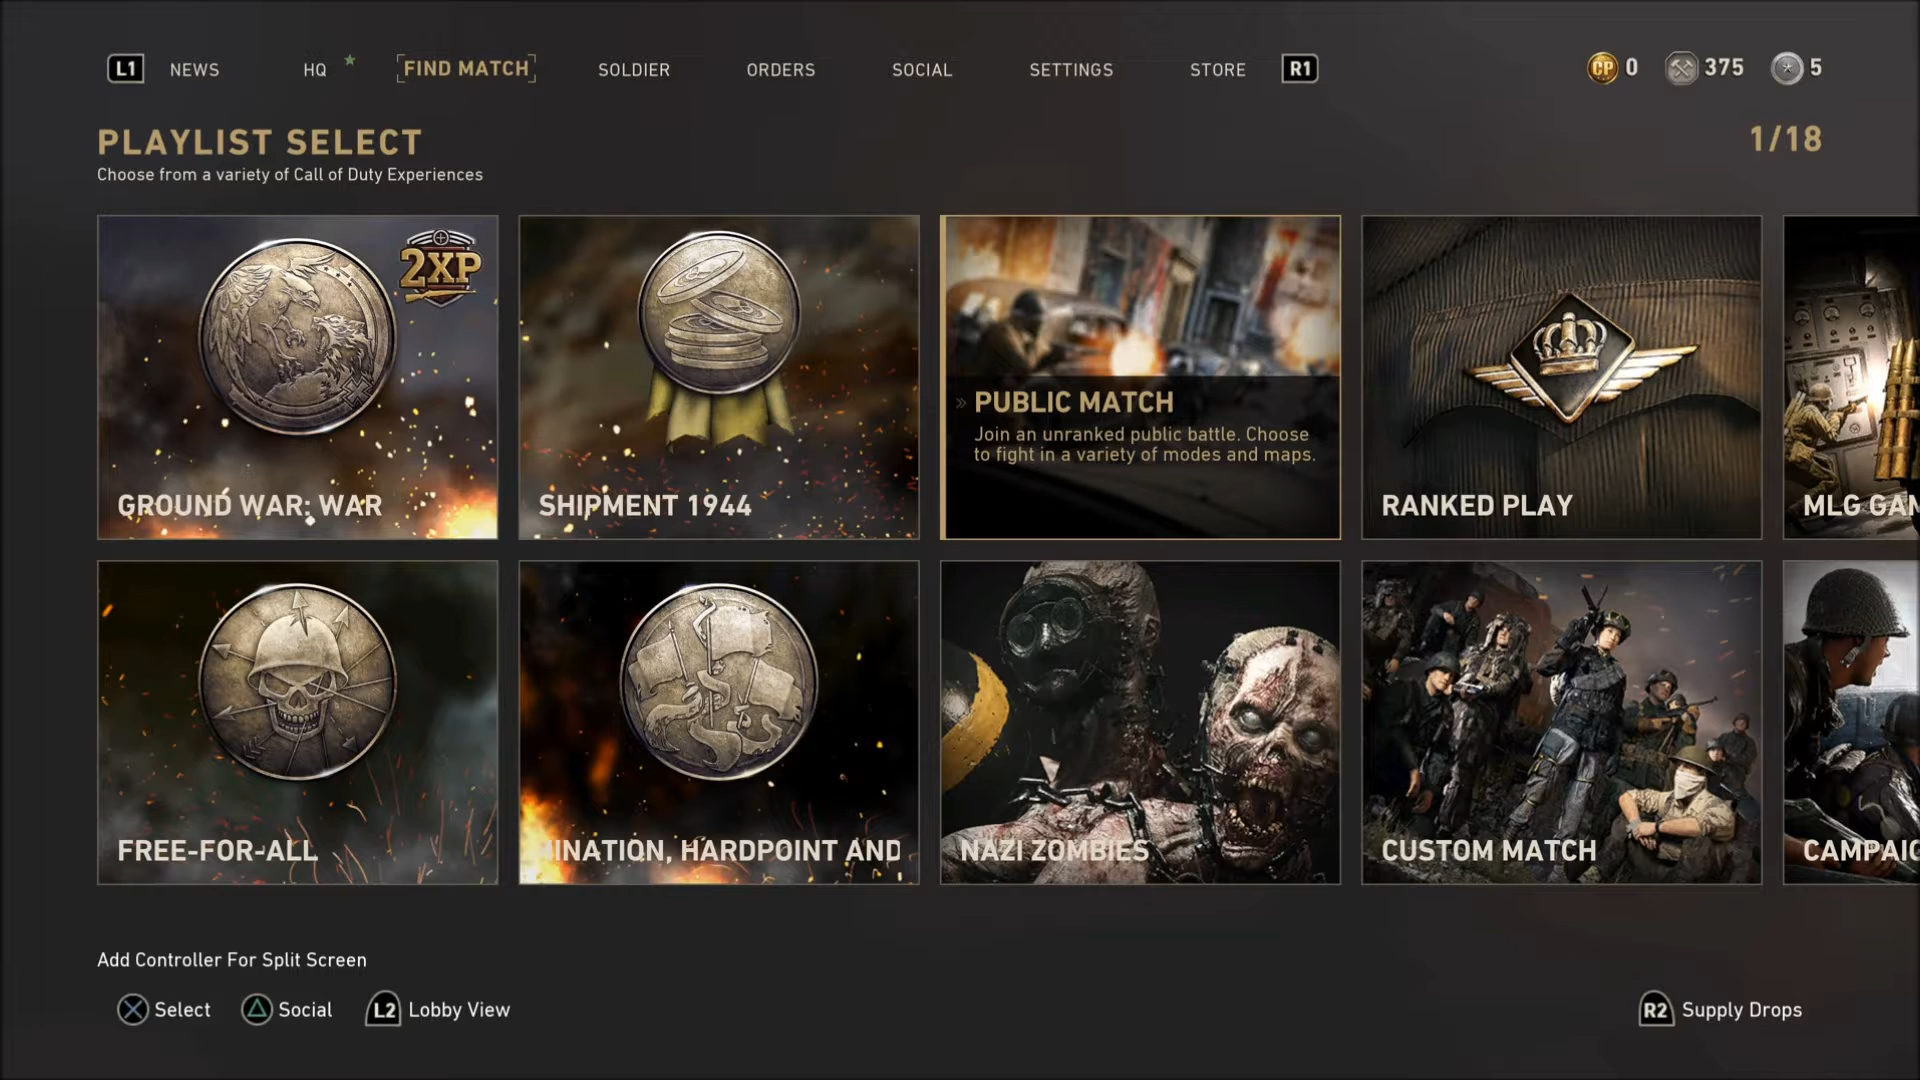 L1 NEWS HQ FIND MATCH SOLDIER ORDERS SOCIAL SETTINGS STORE R1 CP 0 375 5
PLAYLIST SELECT
1/18
Choose from a variety of Call of Duty Experiences
2XP
GROUND WAR: WAR
SHIPMENT 1944
PUBLIC MATCH
Join an unranked public battle. Choose
to fight in a variety of modes and maps.
RANKED PLAY
MLG GAM
FREE-FOR-ALL
INATION, HARDPOINT AND
NAZI ZOMBIES
CUSTOM MATCH
CAMPAIG
Add Controller For Split Screen
Select Social L2 Lobby View
R2 Supply Drops